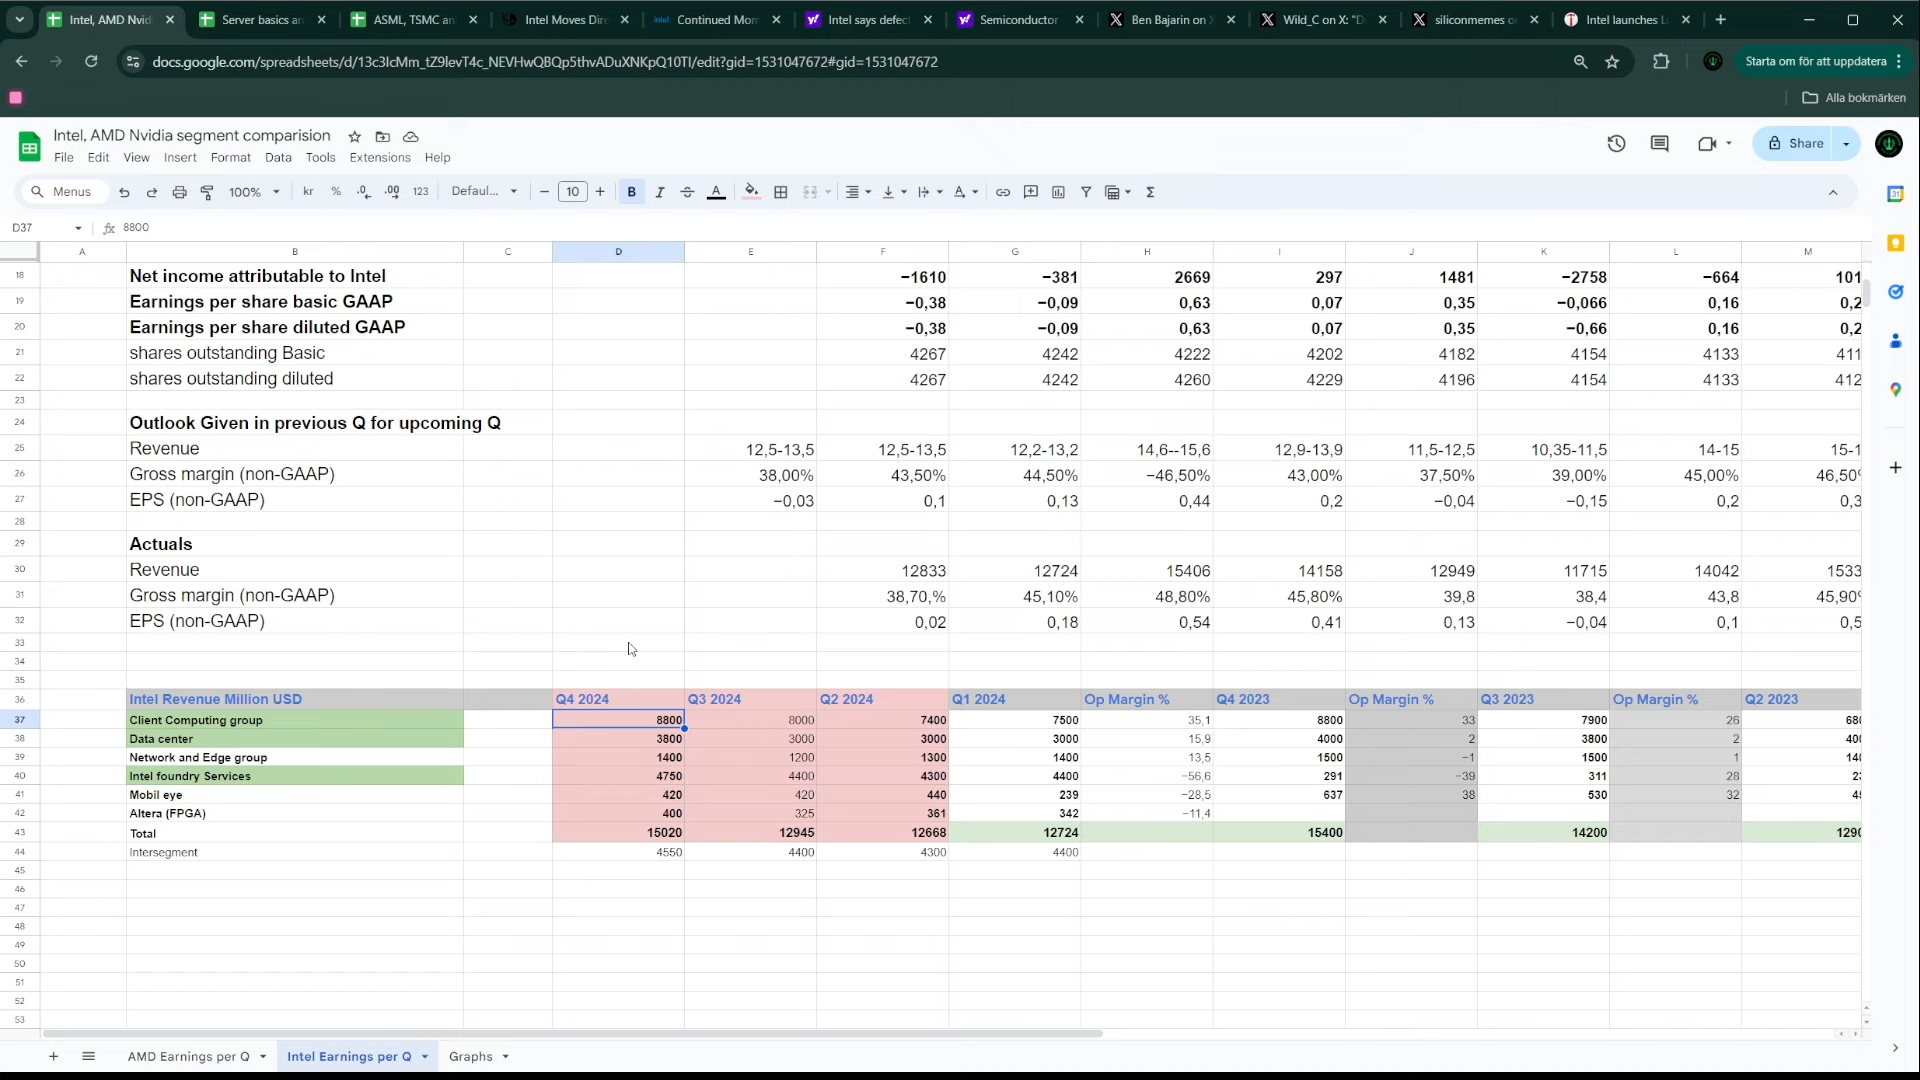 Intel, AMD Nvidi
Server basics an
ASML, TSMC an
Intel Moves Dire
intel
Continued Mom
Intel says defect
Semiconductor
Ben Bajarin on X
Wild_C on X: "D
siliconmemes o
Intel launches L
docs.google.com/spreadsheets/d/13c3IcMm_tZ9levT4c_NEVHwQBQp5thvADuXNKpQ10TI/edit?gid=1531047672#gid=1531047672
Starta om för att uppdatera
Alla bokmärken
Intel, AMD Nvidia segment comparision
File Edit View Insert Format Data Tools Extensions Help
Share
Menus 100% kr % .0 .00 123 Defaul... 10 B I A
D37 fx 8800
A B C D E F G H I J K L M
18 Net income attributable to Intel −1610 −381 2669 297 1481 −2758 −664 101
19 Earnings per share basic GAAP −0,38 −0,09 0,63 0,07 0,35 −0,066 0,16 0,2
20 Earnings per share diluted GAAP −0,38 −0,09 0,63 0,07 0,35 −0,66 0,16 0,2
21 shares outstanding Basic 4267 4242 4222 4202 4182 4154 4133 411
22 shares outstanding diluted 4267 4242 4260 4229 4196 4154 4133 412
23
24 Outlook Given in previous Q for upcoming Q
25 Revenue 12,5-13,5 12,5-13,5 12,2-13,2 14,6--15,6 12,9-13,9 11,5-12,5 10,35-11,5 14-15 15-1
26 Gross margin (non-GAAP) 38,00% 43,50% 44,50% −46,50% 43,00% 37,50% 39,00% 45,00% 46,50%
27 EPS (non-GAAP) −0,03 0,1 0,13 0,44 0,2 −0,04 −0,15 0,2 0,3
28
29 Actuals
30 Revenue 12833 12724 15406 14158 12949 11715 14042 1533
31 Gross margin (non-GAAP) 38,70,% 45,10% 48,80% 45,80% 39,8 38,4 43,8 45,90%
32 EPS (non-GAAP) 0,02 0,18 0,54 0,41 0,13 −0,04 0,1 0,5
33
34
35
36 Intel Revenue Million USD Q4 2024 Q3 2024 Q2 2024 Q1 2024 Op Margin % Q4 2023 Op Margin % Q3 2023 Op Margin % Q2 2023
37 Client Computing group 8800 8000 7400 7500 35,1 8800 33 7900 26 680
38 Data center 3800 3000 3000 3000 15,9 4000 2 3800 2 400
39 Network and Edge group 1400 1200 1300 1400 13,5 1500 −1 1500 1 140
40 Intel foundry Services 4750 4400 4300 4400 −56,6 291 −39 311 28 23
41 Mobil eye 420 420 440 239 −28,5 637 38 530 32 45
42 Altera (FPGA) 400 325 361 342 −11,4
43 Total 15020 12945 12668 12724 15400 14200 1290
44 Intersegment 4550 4400 4300 4400
45
46
47
48
49
50
51
52
53
AMD Earnings per Q Intel Earnings per Q Graphs